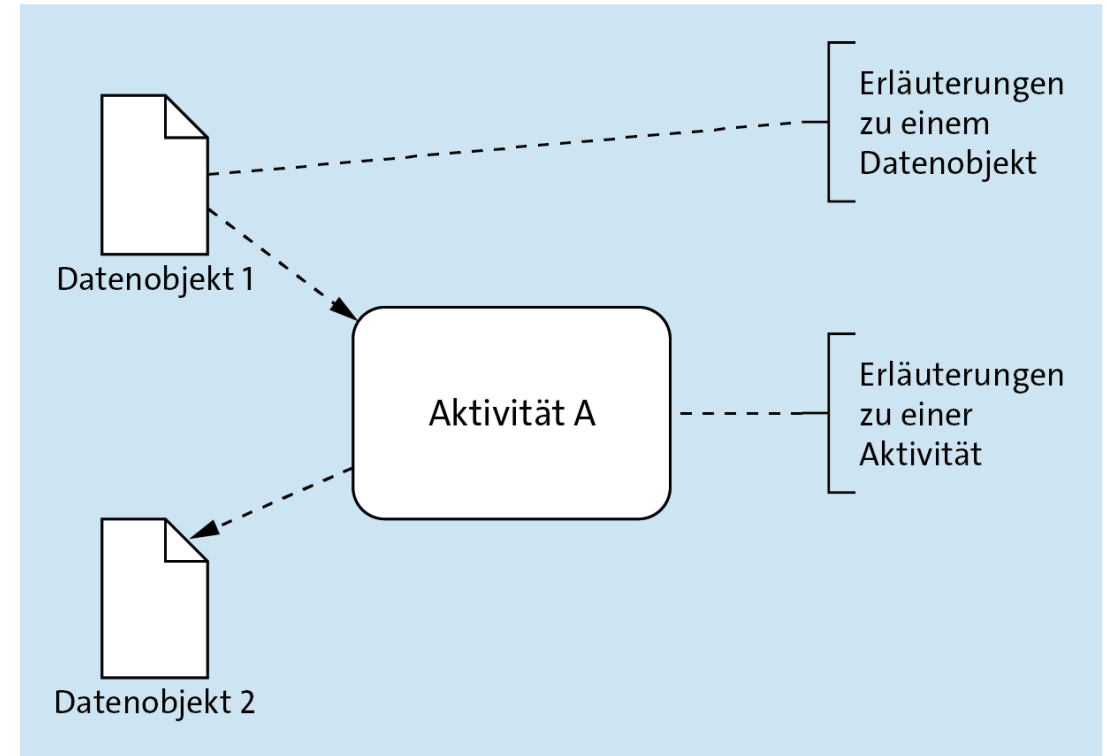 Erläuterungen
zu einem
Datenobjekt
Datenobjekt 1
Aktivität A
Erläuterungen
zu einer
Aktivität
Datenobjekt 2